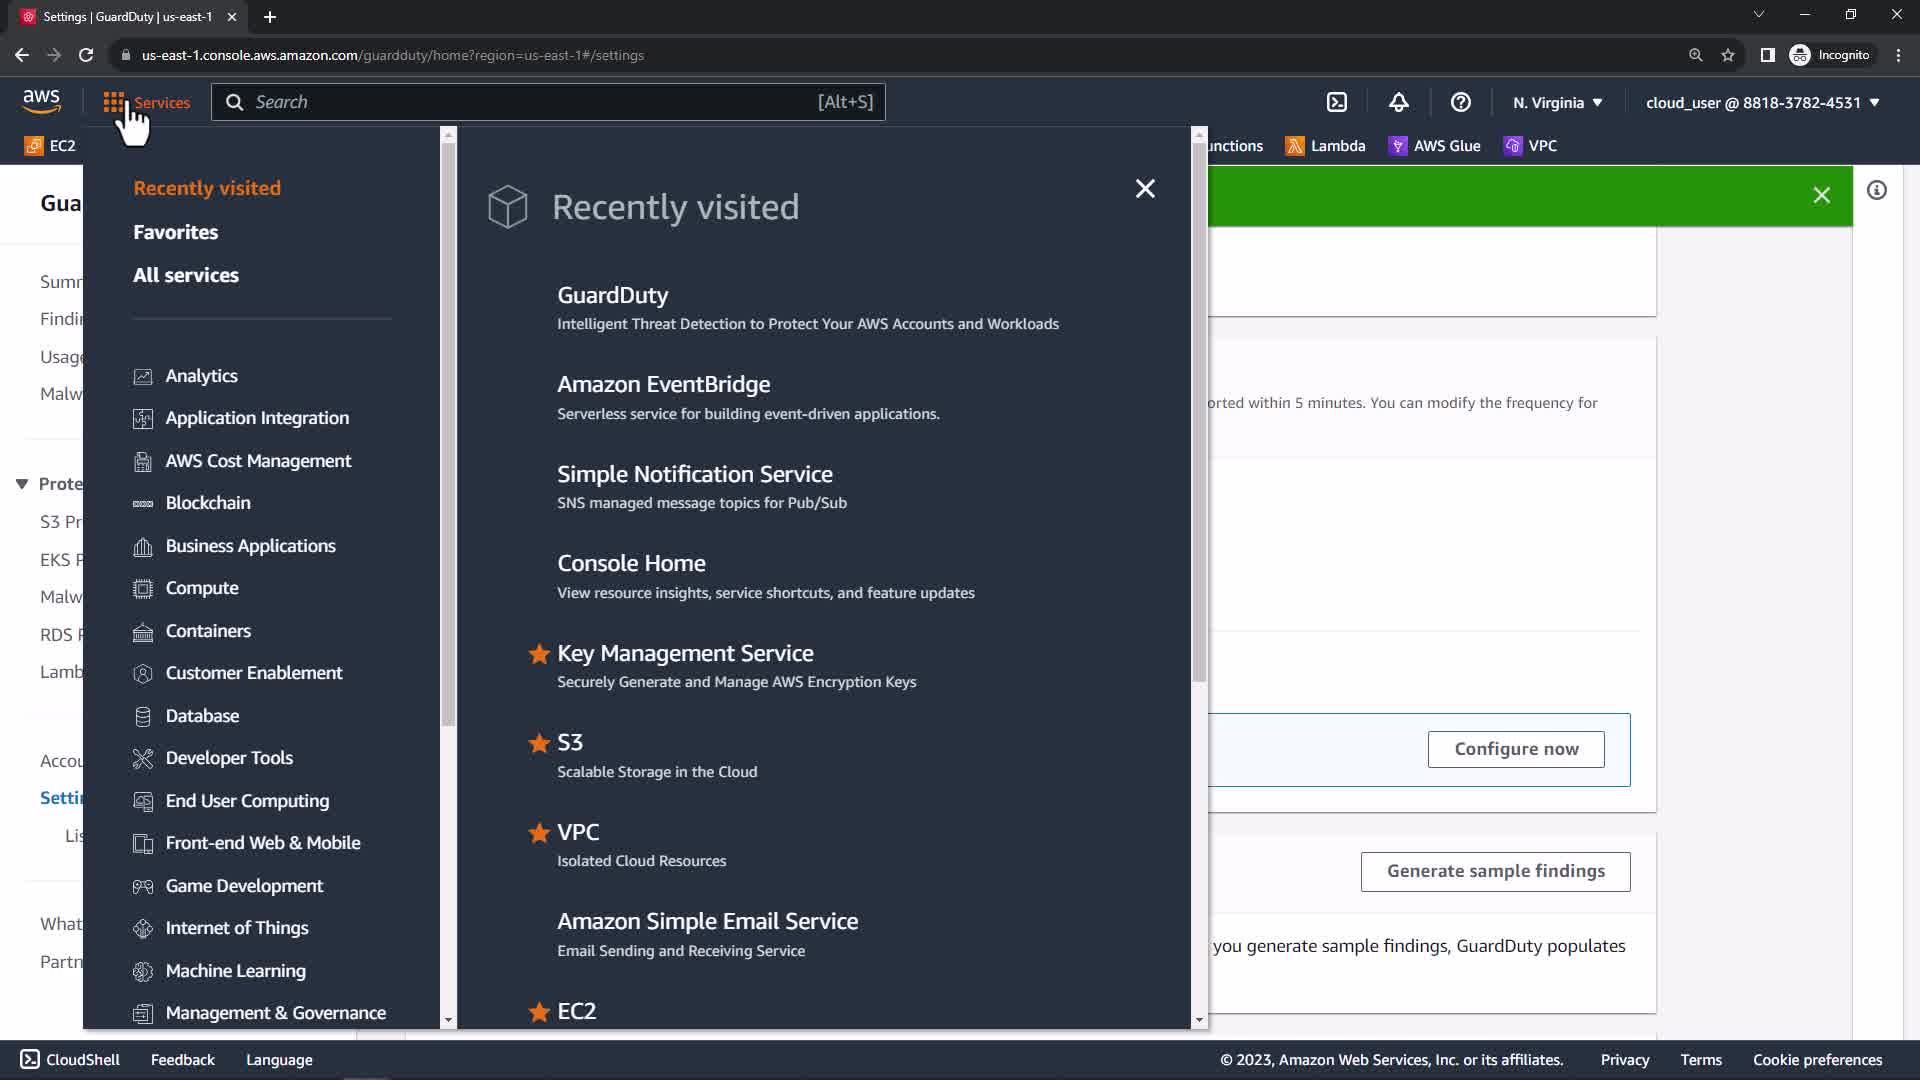 Settings | GuardDuty | us-east-1
us-east-1.console.aws.amazon.com/guardduty/home?region=us-east-1#/settings
Incognito
aws
Services
Search
[Alt+S]
N. Virginia
cloud_user @ 8818-3782-4531
EC2
unctions
Lambda
AWS Glue
VPC
Gua
Summ
Findin
Usage
Malw
Prote
S3 Pr
EKS P
Malw
RDS P
Lamb
Accou
Settin
Lis
What
Partn
Recently visited
Favorites
All services
Analytics
Application Integration
AWS Cost Management
Blockchain
Business Applications
Compute
Containers
Customer Enablement
Database
Developer Tools
End User Computing
Front-end Web & Mobile
Game Development
Internet of Things
Machine Learning
Management & Governance
Recently visited
GuardDuty
Intelligent Threat Detection to Protect Your AWS Accounts and Workloads
Amazon EventBridge
Serverless service for building event-driven applications.
Simple Notification Service
SNS managed message topics for Pub/Sub
Console Home
View resource insights, service shortcuts, and feature updates
Key Management Service
Securely Generate and Manage AWS Encryption Keys
S3
Scalable Storage in the Cloud
VPC
Isolated Cloud Resources
Amazon Simple Email Service
Email Sending and Receiving Service
EC2
orted within 5 minutes. You can modify the frequency for
Configure now
Generate sample findings
you generate sample findings, GuardDuty populates
CloudShell
Feedback
Language
© 2023, Amazon Web Services, Inc. or its affiliates.
Privacy
Terms
Cookie preferences